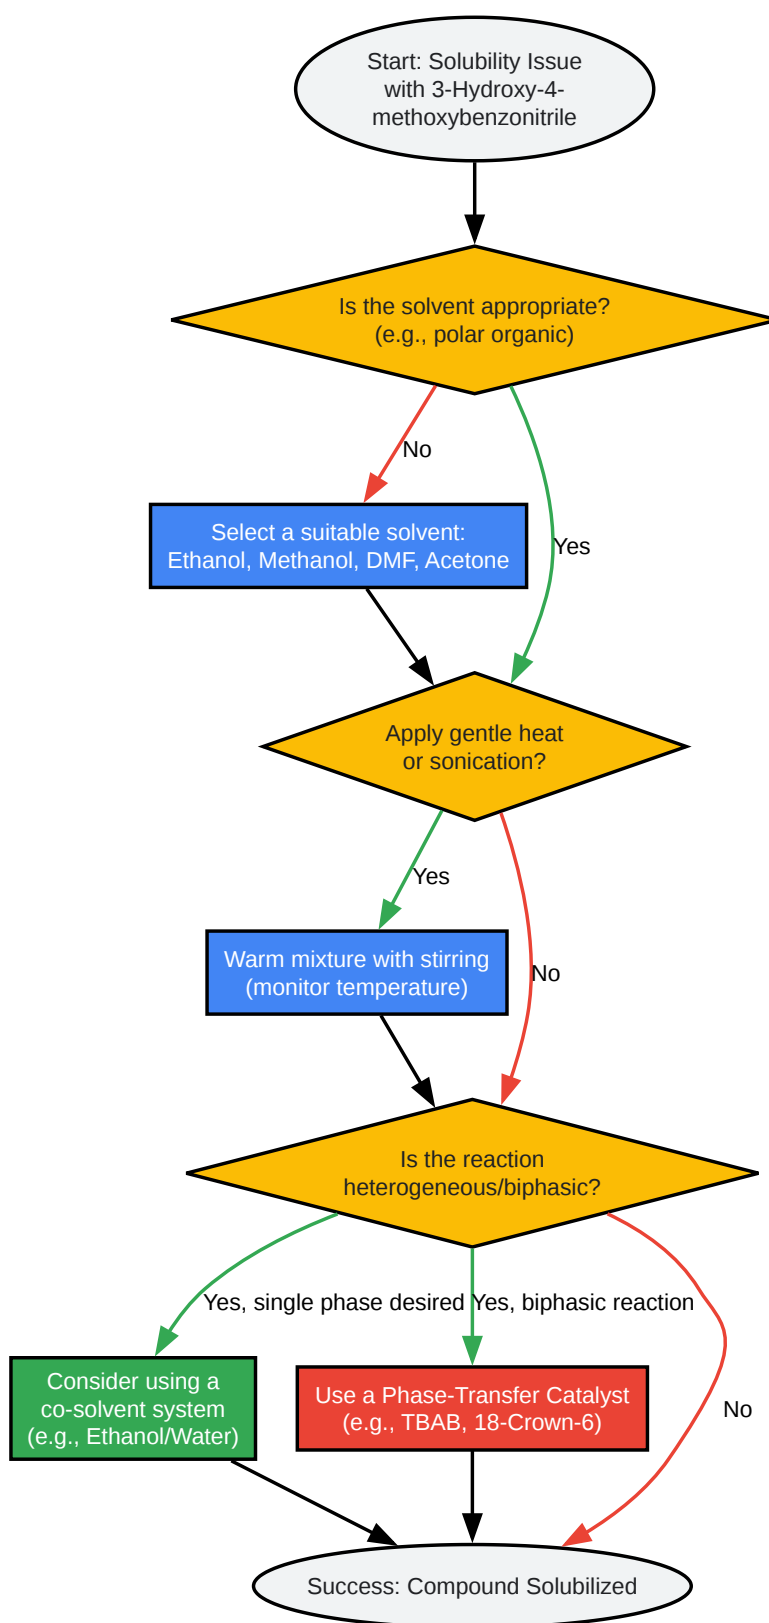 Start: Solubility Issue
with 3-Hydroxy-4-
methoxybenzonitrile
Is the solvent appropriate?
(e.g., polar organic)
No
Select a suitable solvent:
Ethanol, Methanol, DMF, Acetone
Yes
Apply gentle heat
or sonication?
Yes
Warm mixture with stirring
(monitor temperature)
No
Is the reaction
heterogeneous/biphasic?
Yes, single phase desired
Yes, biphasic reaction
Consider using a
co-solvent system
(e.g., Ethanol/Water)
Use a Phase-Transfer Catalyst
(e.g., TBAB, 18-Crown-6)
No
Success: Compound Solubilized